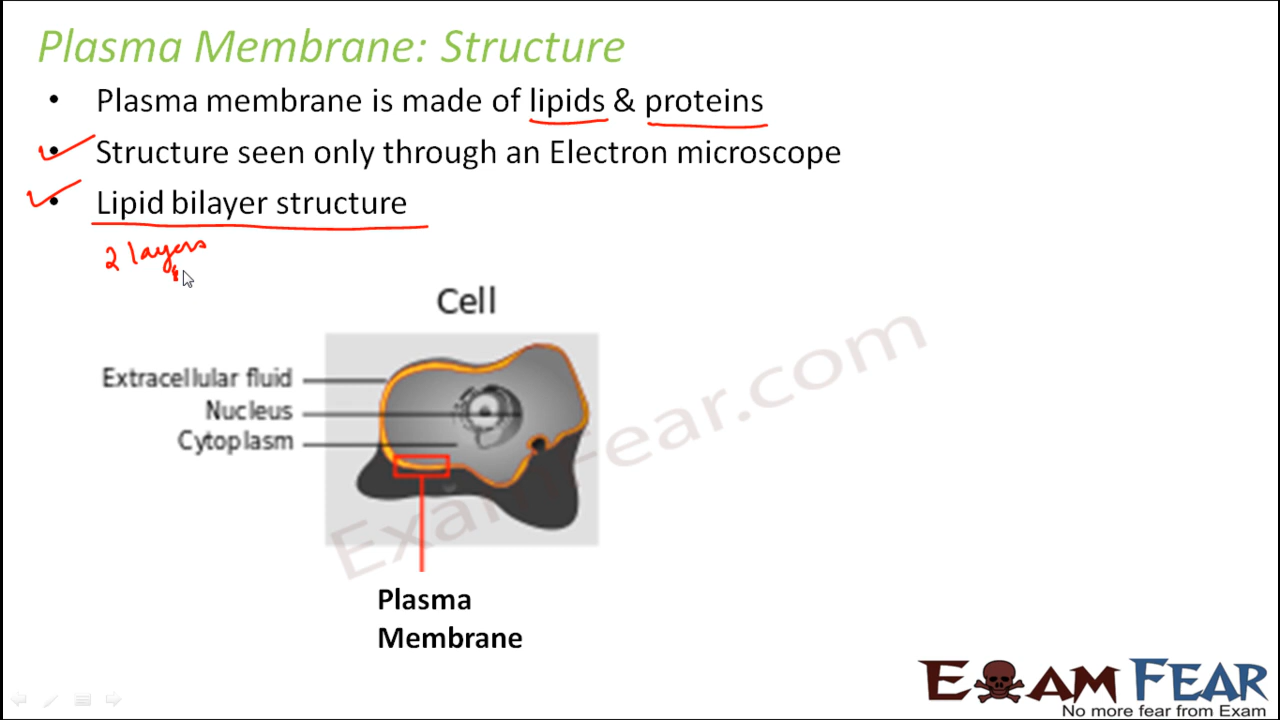 Plasma Membrane: Structure
• Plasma membrane is made of lipids & proteins
• Structure seen only through an Electron microscope
• Lipid bilayer structure
2 layers
Cell
Extracellular fluid
Nucleus
Cytoplasm
ExamFear.com
Plasma
Membrane
EXAM FEAR
No more fear from Exam